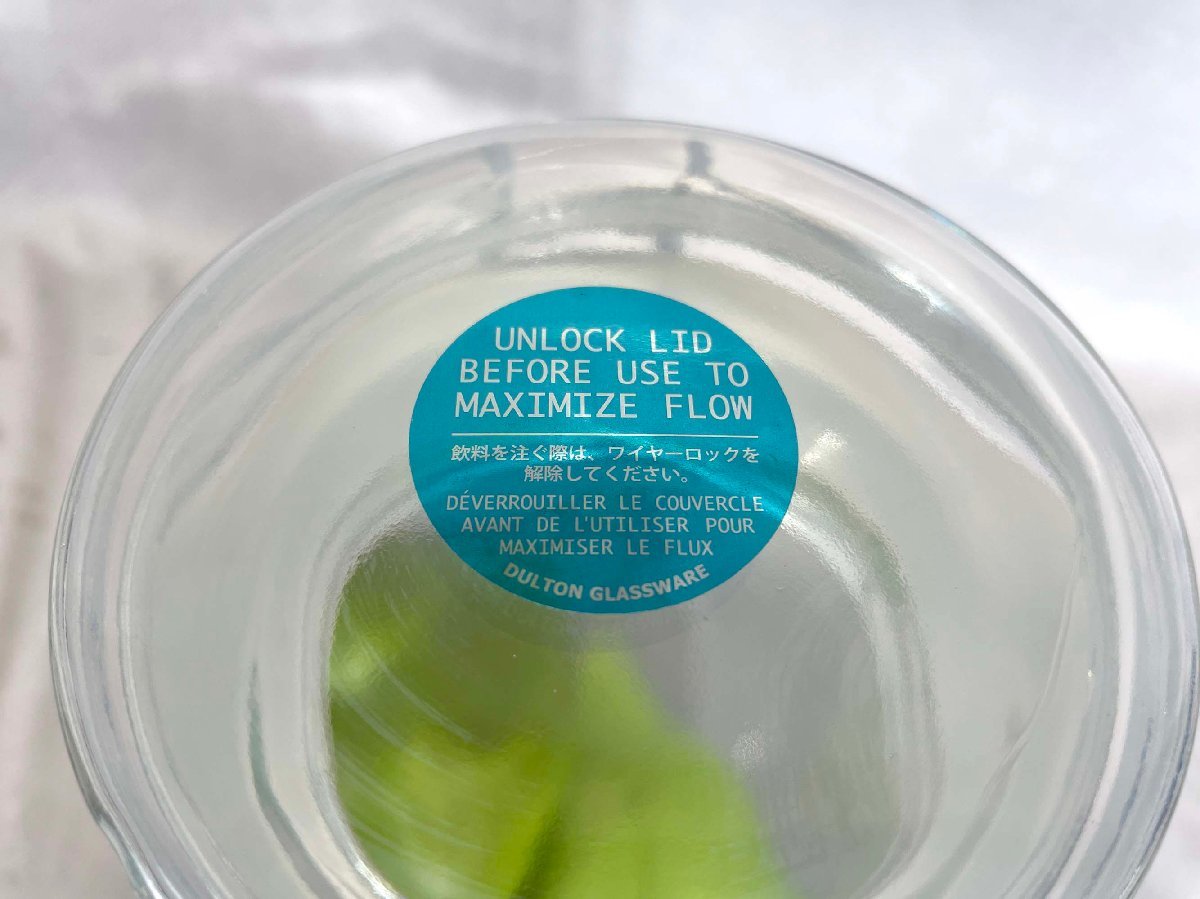 UNLOCK LID
BEFORE USE TO
MAXIMIZE FLOW
飲料を注ぐ際は、ワイヤーロックを
解除してください。
DÉVERROUILLER LE COUVERCLE
AVANT DE L'UTILISER POUR
MAXIMISER LE FLUX
DULTON GLASSWARE